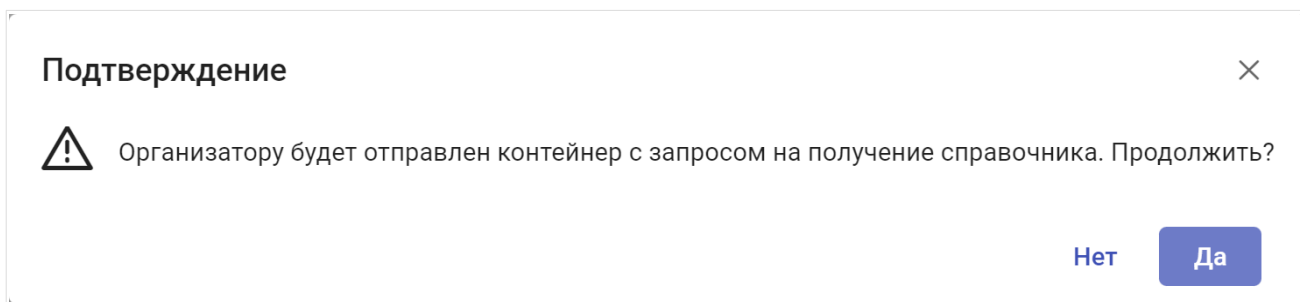 Подтверждение
Организатору будет отправлен контейнер с запросом на получение справочника. Продолжить?
Нет
Да